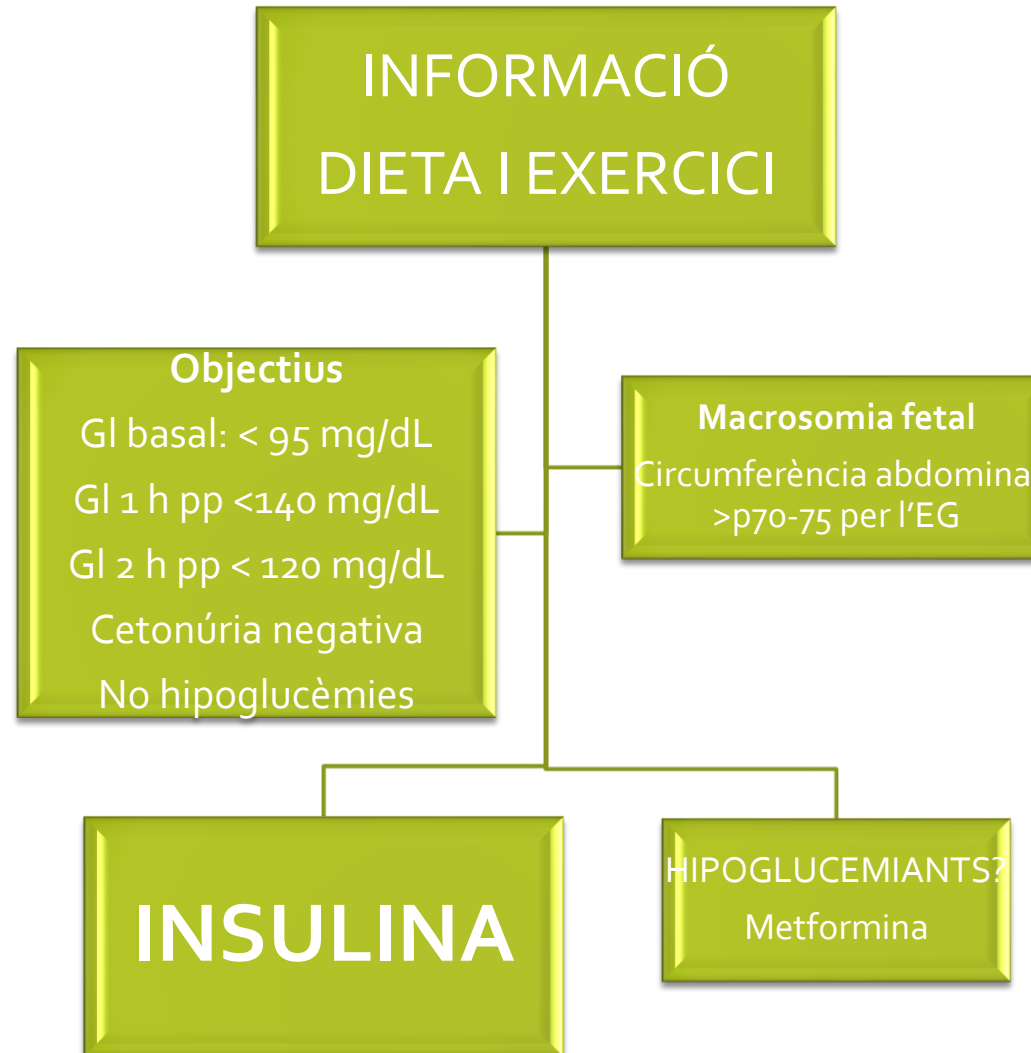 INFORMACIÓ
DIETA I EXERCICI
Objectius
Gl basal: < 95 mg/dL
Gl 1 h pp <140 mg/dL
Gl 2 h pp < 120 mg/dL
Cetonúria negativa
No hipoglucèmies
Macrosomia fetal
Circumferència abdomina
>p70-75 per l’EG
INSULINA
HIPOGLUCEMIANTS?
Metformina